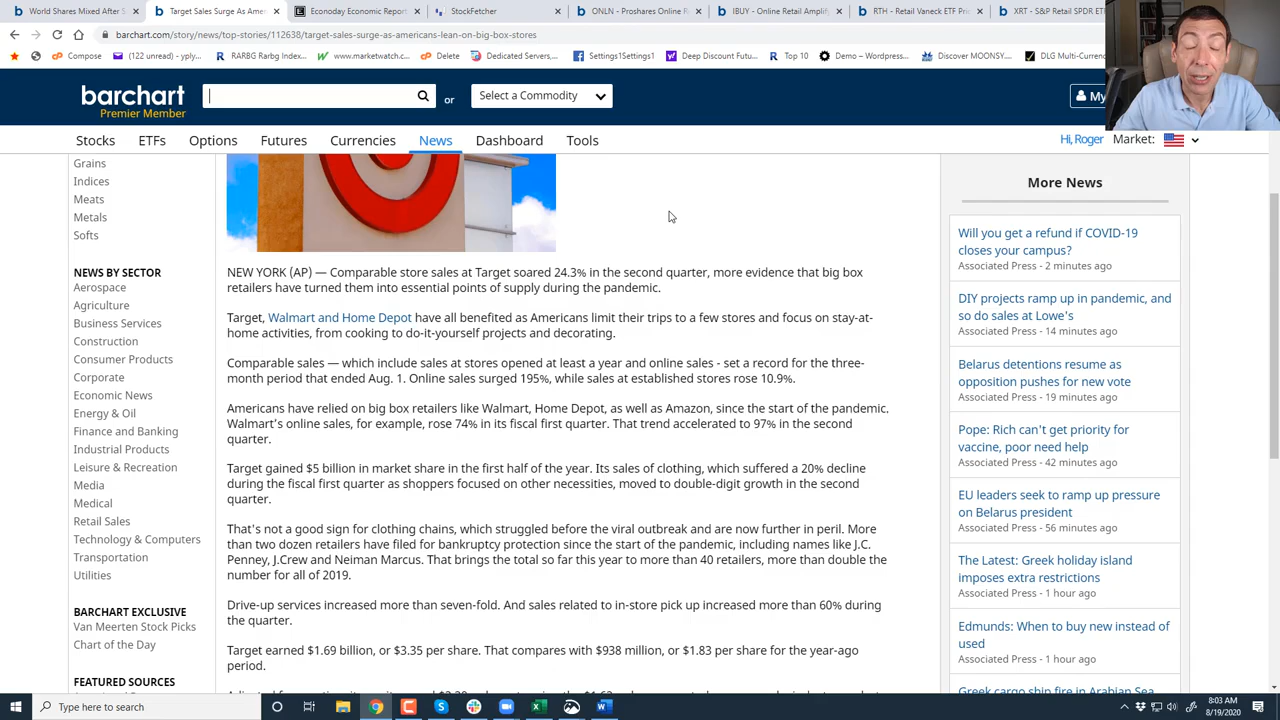 World Shares Mixed After S
Target Sales Surge as Ameri
Econoday Economic Report
StockFetcher
ONLN - Proshares Online R
IBUY - Online Retail Amplify
RTH - Retail Vaneck ETF Pri
XRT - S&P Retail SPDR ET
barchart.com/story/news/top-stories/112638/target-sales-surge-as-americans-lean-on-big-box-stores
Compose
(122 unread) - yply...
RARBG Rarbg Index...
www.marketwatch.c...
Delete
Dedicated Servers,...
Settings1Settings1
Deep Discount Futu...
Top 10
Demo – Wordpress...
Discover MOONSY...
DLG Multi-Curren
barchart
Premier Member
or
Select a Commodity
My
Stocks ETFs Options Futures Currencies News Dashboard Tools
Hi, Roger Market:
Grains
Indices
Meats
Metals
Softs
NEWS BY SECTOR
Aerospace
Agriculture
Business Services
Construction
Consumer Products
Corporate
Economic News
Energy & Oil
Finance and Banking
Industrial Products
Leisure & Recreation
Media
Medical
Retail Sales
Technology & Computers
Transportation
Utilities
BARCHART EXCLUSIVE
Van Meerten Stock Picks
Chart of the Day
FEATURED SOURCES
NEW YORK (AP) — Comparable store sales at Target soared 24.3% in the second quarter, more evidence that big box
retailers have turned them into essential points of supply during the pandemic.
Target, Walmart and Home Depot have all benefited as Americans limit their trips to a few stores and focus on stay-at-
home activities, from cooking to do-it-yourself projects and decorating.
Comparable sales — which include sales at stores opened at least a year and online sales - set a record for the three-
month period that ended Aug. 1. Online sales surged 195%, while sales at established stores rose 10.9%.
Americans have relied on big box retailers like Walmart, Home Depot, as well as Amazon, since the start of the pandemic.
Walmart's online sales, for example, rose 74% in its fiscal first quarter. That trend accelerated to 97% in the second
quarter.
Target gained $5 billion in market share in the first half of the year. Its sales of clothing, which suffered a 20% decline
during the fiscal first quarter as shoppers focused on other necessities, moved to double-digit growth in the second
quarter.
That's not a good sign for clothing chains, which struggled before the viral outbreak and are now further in peril. More
than two dozen retailers have filed for bankruptcy protection since the start of the pandemic, including names like J.C.
Penney, J.Crew and Neiman Marcus. That brings the total so far this year to more than 40 retailers, more than double the
number for all of 2019.
Drive-up services increased more than seven-fold. And sales related to in-store pick up increased more than 60% during
the quarter.
Target earned $1.69 billion, or $3.35 per share. That compares with $938 million, or $1.83 per share for the year-ago
period.
More News
Will you get a refund if COVID-19
closes your campus?
Associated Press - 2 minutes ago
DIY projects ramp up in pandemic, and
so do sales at Lowe's
Associated Press - 14 minutes ago
Belarus detentions resume as
opposition pushes for new vote
Associated Press - 19 minutes ago
Pope: Rich can't get priority for
vaccine, poor need help
Associated Press - 42 minutes ago
EU leaders seek to ramp up pressure
on Belarus president
Associated Press - 56 minutes ago
The Latest: Greek holiday island
imposes extra restrictions
Associated Press - 1 hour ago
Edmunds: When to buy new instead of
used
Associated Press - 1 hour ago
Greek cargo ship fire in Arabian Sea
Type here to search
8:03 AM
8/19/2020